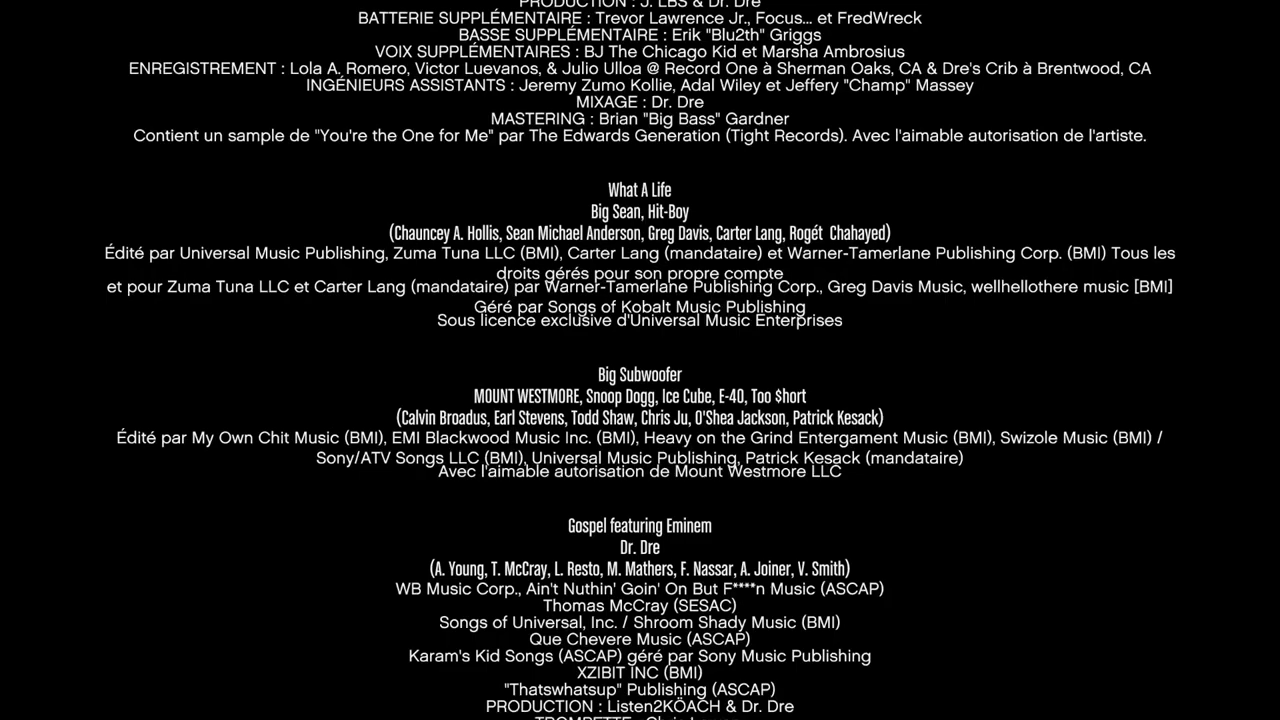 PRODUCTION : J. LBS & Dr. Dre
BATTERIE SUPPLÉMENTAIRE : Trevor Lawrence Jr., Focus... et FredWreck
BASSE SUPPLÉMENTAIRE : Erik "Blu2th" Griggs
VOIX SUPPLÉMENTAIRES : BJ The Chicago Kid et Marsha Ambrosius
ENREGISTREMENT : Lola A. Romero, Victor Luevanos, & Julio Ulloa @ Record One à Sherman Oaks, CA & Dre's Crib à Brentwood, CA
INGÉNIEURS ASSISTANTS : Jeremy Zumo Kollie, Adal Wiley et Jeffery "Champ" Massey
MIXAGE : Dr. Dre
MASTERING : Brian "Big Bass" Gardner
Contient un sample de "You're the One for Me" par The Edwards Generation (Tight Records). Avec l'aimable autorisation de l'artiste.
What A Life
Big Sean, Hit-Boy
(Chauncey A. Hollis, Sean Michael Anderson, Greg Davis, Carter Lang, Rogét Chahayed)
Édité par Universal Music Publishing, Zuma Tuna LLC (BMI), Carter Lang (mandataire) et Warner-Tamerlane Publishing Corp. (BMI) Tous les
droits gérés pour son propre compte
et pour Zuma Tuna LLC et Carter Lang (mandataire) par Warner-Tamerlane Publishing Corp., Greg Davis Music, wellhellothere music [BMI]
Géré par Songs of Kobalt Music Publishing
Sous licence exclusive d'Universal Music Enterprises
Big Subwoofer
MOUNT WESTMORE, Snoop Dogg, Ice Cube, E-40, Too $hort
(Calvin Broadus, Earl Stevens, Todd Shaw, Chris Ju, O'Shea Jackson, Patrick Kesack)
Édité par My Own Chit Music (BMI), EMI Blackwood Music Inc. (BMI), Heavy on the Grind Entergament Music (BMI), Swizole Music (BMI) /
Sony/ATV Songs LLC (BMI), Universal Music Publishing, Patrick Kesack (mandataire)
Avec l'aimable autorisation de Mount Westmore LLC
Gospel featuring Eminem
Dr. Dre
(A. Young, T. McCray, L. Resto, M. Mathers, F. Nassar, A. Joiner, V. Smith)
WB Music Corp., Ain't Nuthin' Goin' On But F****n Music (ASCAP)
Thomas McCray (SESAC)
Songs of Universal, Inc. / Shroom Shady Music (BMI)
Que Chevere Music (ASCAP)
Karam's Kid Songs (ASCAP) géré par Sony Music Publishing
XZIBIT INC (BMI)
"Thatswhatsup" Publishing (ASCAP)
PRODUCTION : Listen2KÖACH & Dr. Dre